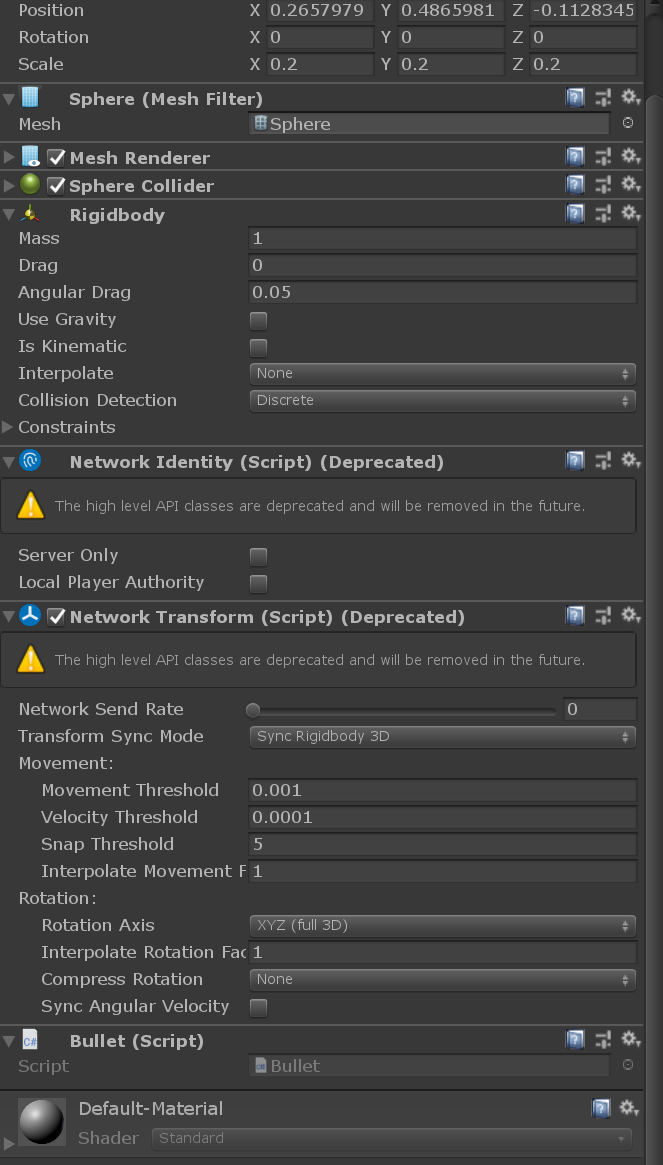 Position X 0.2657979 Y 0.4865981 Z -0.1128345
Rotation X 0 Y 0 Z 0
Scale X 0.2 Y 0.2 Z 0.2
Sphere (Mesh Filter)
Mesh Sphere
Mesh Renderer
Sphere Collider
Rigidbody
Mass 1
Drag 0
Angular Drag 0.05
Use Gravity
Is Kinematic
Interpolate None
Collision Detection Discrete
Constraints
Network Identity (Script) (Deprecated)
The high level API classes are deprecated and will be removed in the future.
Server Only
Local Player Authority
Network Transform (Script) (Deprecated)
The high level API classes are deprecated and will be removed in the future.
Network Send Rate 0
Transform Sync Mode Sync Rigidbody 3D
Movement:
Movement Threshold 0.001
Velocity Threshold 0.0001
Snap Threshold 5
Interpolate Movement F 1
Rotation:
Rotation Axis XYZ (full 3D)
Interpolate Rotation Fac 1
Compress Rotation None
Sync Angular Velocity
C# Bullet (Script)
Script Bullet
Default-Material
Shader Standard